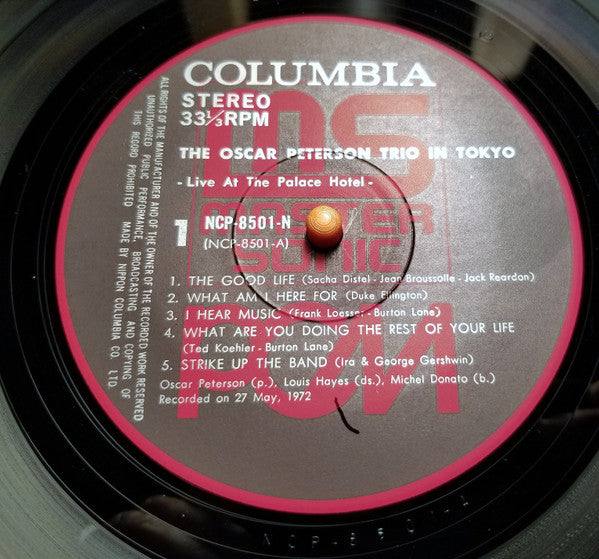 COLUMBIA
STEREO
33⅓RPM
THE OSCAR PETERSON TRIO IN TOKYO
- Live At The Palace Hotel -
1
NCP-8501-N
(NCP-8501-A)
MS
MASTER
SONIC
1. THE GOOD LIFE (Sacha Distel - Jean Broussolle - Jack Reardon)
2. WHAT AM I HERE FOR (Duke Ellington)
3. I HEAR MUSIC (Frank Loesser - Burton Lane)
4. WHAT ARE YOU DOING THE REST OF YOUR LIFE
(Ted Koehler - Burton Lane)
5. STRIKE UP THE BAND (Ira & George Gershwin)
Oscar Peterson (p.), Louis Hayes (ds.), Michel Donato (b.)
Recorded on 27 May, 1972
ALL RIGHTS OF THE MANUFACTURER AND OF THE OWNER OF THE RECORDED WORK RESERVED
UNAUTHORIZED PUBLIC PERFORMANCE, BROADCASTING AND COPYING OF
THIS RECORD PROHIBITED MADE BY NIPPON COLUMBIA CO. LTD.